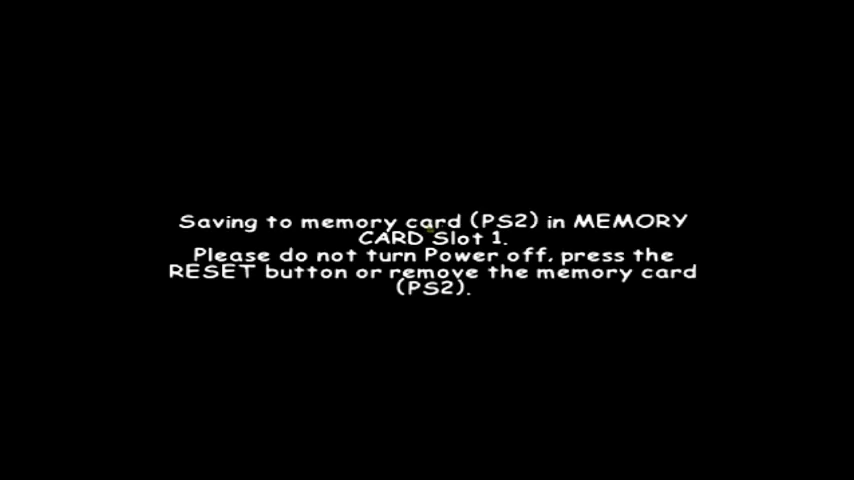 Saving to memory card (PS2) in MEMORY
CARD Slot 1.
Please do not turn Power off, press the
RESET button or remove the memory card
(PS2).